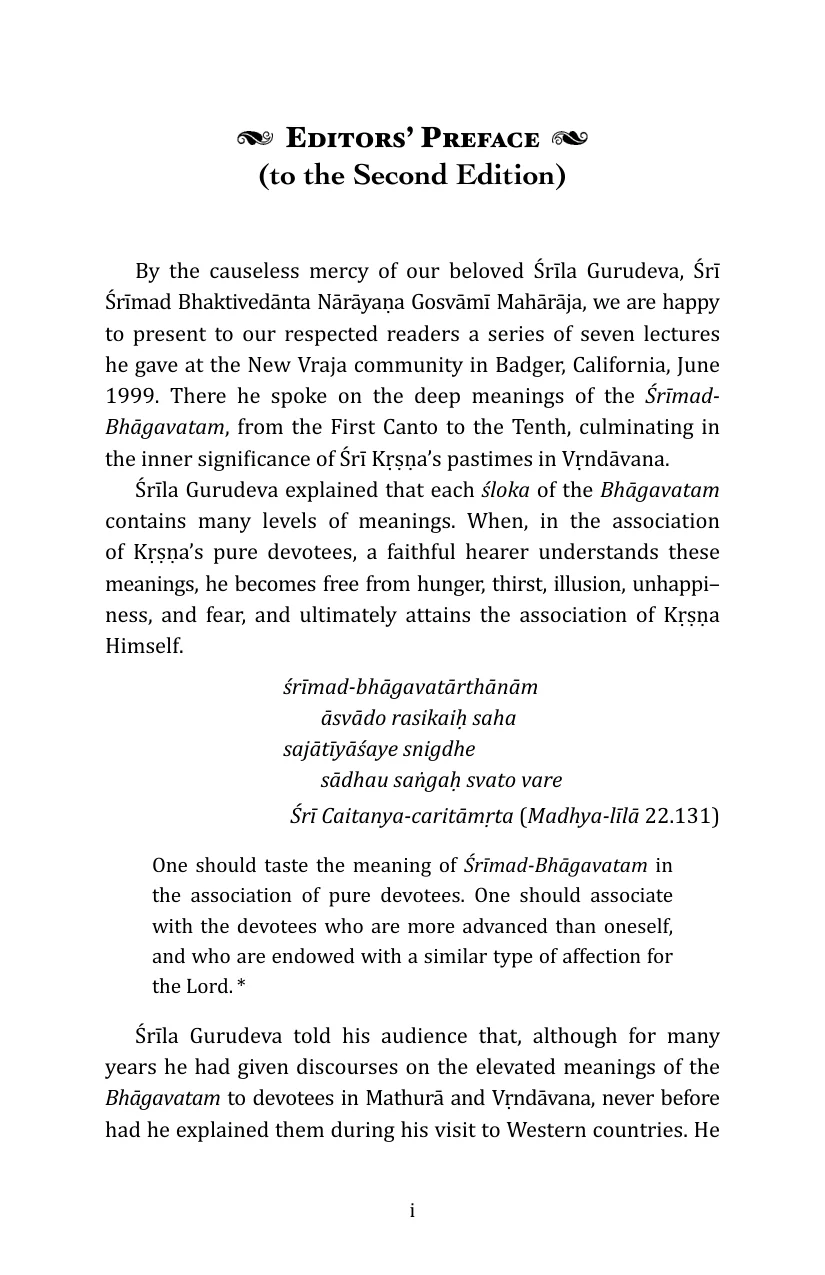 Editors’ Preface
(to the Second Edition)
By the causeless mercy of our beloved Śrīla Gurudeva, Śrī
Śrīmad Bhaktivedānta Nārāyaṇa Gosvāmī Mahārāja, we are happy
to present to our respected readers a series of seven lectures
he gave at the New Vraja community in Badger, California, June
1999. There he spoke on the deep meanings of the Śrīmad-
Bhāgavatam, from the First Canto to the Tenth, culminating in
the inner significance of Śrī Kṛṣṇa’s pastimes in Vṛndāvana.
Śrīla Gurudeva explained that each śloka of the Bhāgavatam
contains many levels of meanings. When, in the association
of Kṛṣṇa’s pure devotees, a faithful hearer understands these
meanings, he becomes free from hunger, thirst, illusion, unhappi–
ness, and fear, and ultimately attains the association of Kṛṣṇa
Himself.
śrīmad-bhāgavatārthānām
āsvādo rasikaiḥ saha
sajātīyāśaye snigdhe
sādhau saṅgaḥ svato vare
Śrī Caitanya-caritāmṛta (Madhya-līlā 22.131)
One should taste the meaning of Śrīmad-Bhāgavatam in
the association of pure devotees. One should associate
with the devotees who are more advanced than oneself,
and who are endowed with a similar type of affection for
the Lord. *
Śrīla Gurudeva told his audience that, although for many
years he had given discourses on the elevated meanings of the
Bhāgavatam to devotees in Mathurā and Vṛndāvana, never before
had he explained them during his visit to Western countries. He
i